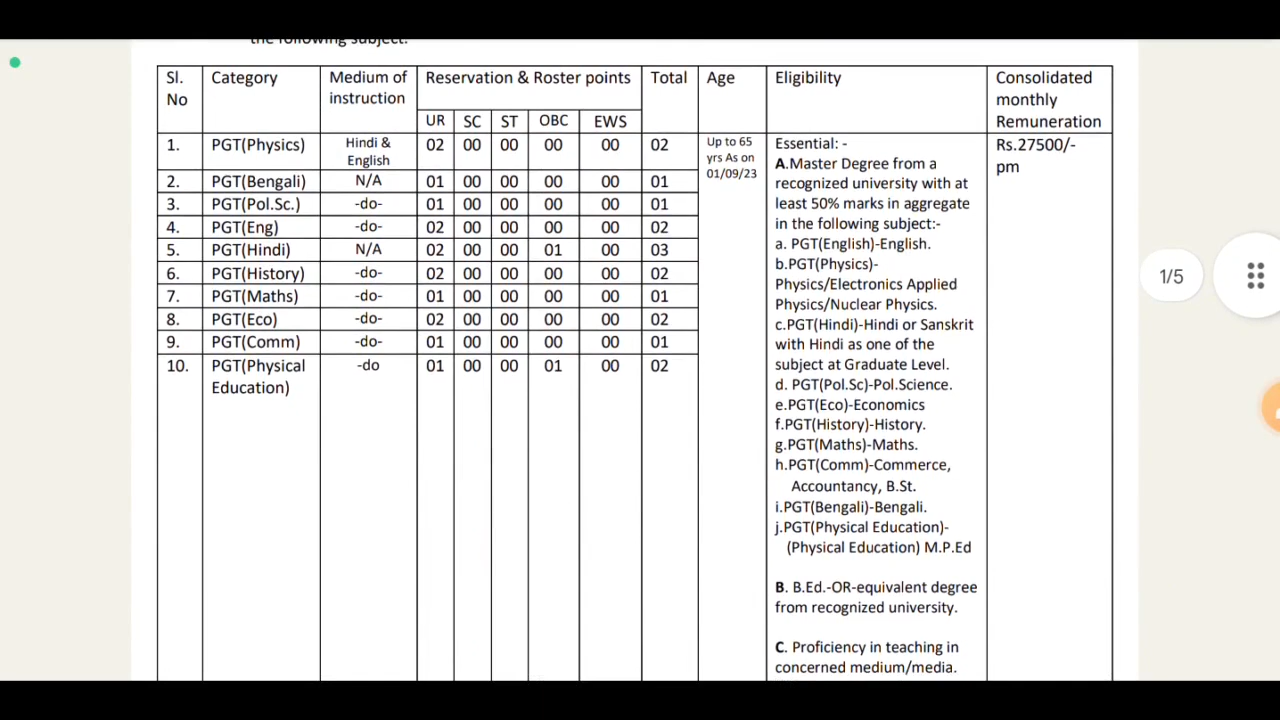 the following subject:
Sl. No Category Medium of instruction Reservation & Roster points Total Age Eligibility Consolidated monthly Remuneration
UR SC ST OBC EWS
1. PGT(Physics) Hindi & English 02 00 00 00 00 02 Up to 65 yrs As on 01/09/23
2. PGT(Bengali) N/A 01 00 00 00 00 01
3. PGT(Pol.Sc.) -do- 01 00 00 00 00 01
4. PGT(Eng) -do- 02 00 00 00 00 02
5. PGT(Hindi) N/A 02 00 00 01 00 03
6. PGT(History) -do- 02 00 00 00 00 02
7. PGT(Maths) -do- 01 00 00 00 00 01
8. PGT(Eco) -do- 02 00 00 00 00 02
9. PGT(Comm) -do- 01 00 00 00 00 01
10. PGT(Physical Education) -do 01 00 00 01 00 02
Essential: -
A.Master Degree from a
recognized university with at
least 50% marks in aggregate
in the following subject:-
a. PGT(English)-English.
b.PGT(Physics)-
Physics/Electronics Applied
Physics/Nuclear Physics.
c.PGT(Hindi)-Hindi or Sanskrit
with Hindi as one of the
subject at Graduate Level.
d. PGT(Pol.Sc)-Pol.Science.
e.PGT(Eco)-Economics
f.PGT(History)-History.
g.PGT(Maths)-Maths.
h.PGT(Comm)-Commerce,
Accountancy, B.St.
i.PGT(Bengali)-Bengali.
j.PGT(Physical Education)-
(Physical Education) M.P.Ed
B. B.Ed.-OR-equivalent degree
from recognized university.
C. Proficiency in teaching in
concerned medium/media.
Rs.27500/-
pm
1/5